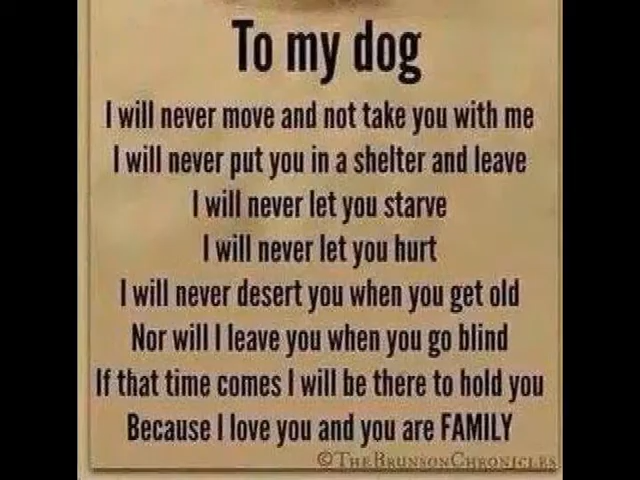 To my dog
I will never move and not take you with me
I will never put you in a shelter and leave
I will never let you starve
I will never let you hurt
I will never desert you when you get old
Nor will I leave you when you go blind
If that time comes I will be there to hold you
Because I love you and you are FAMILY
©TheBrunsonChronicles